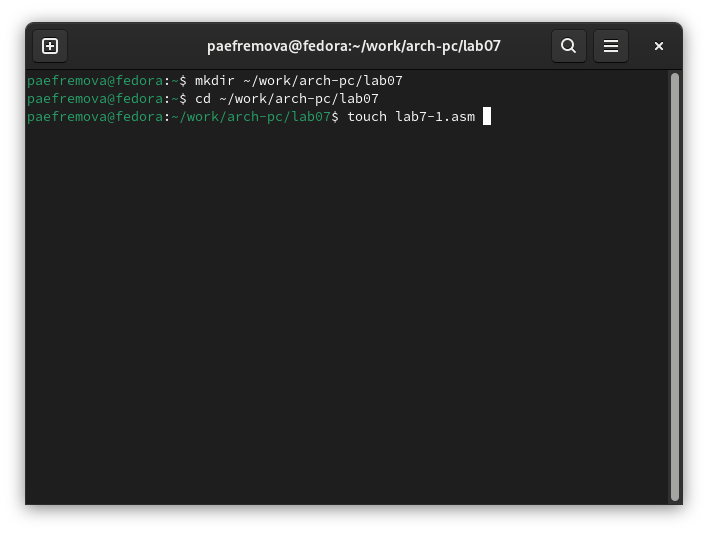 paefremova@fedora:~/work/arch-pc/lab07
paefremova@fedora:~$ mkdir ~/work/arch-pc/lab07
paefremova@fedora:~$ cd ~/work/arch-pc/lab07
paefremova@fedora:~/work/arch-pc/lab07$ touch lab7-1.asm